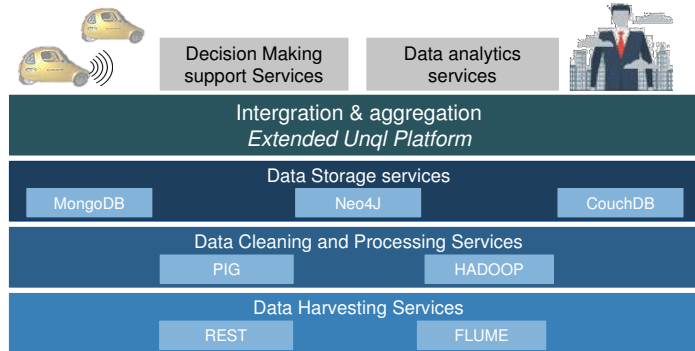 Decision Making
support Services
Data analytics
services
Intergration & aggregation
Extended Unql Platform
Data Storage services
MongoDB
Neo4J
CouchDB
Data Cleaning and Processing Services
PIG
HADOOP
Data Harvesting Services
REST
FLUME